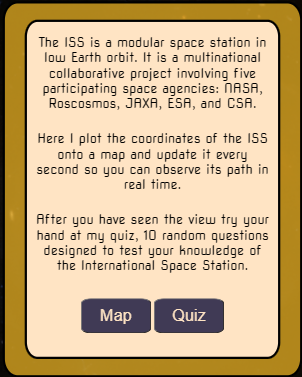 The ISS is a modular space station in
low Earth orbit. It is a multinational
collaborative project involving five
participating space agencies: NASA,
Roscosmos, JAXA, ESA, and CSA.
Here I plot the coordinates of the ISS
onto a map and update it every
second so you can observe its path in
real time.
After you have seen the view try your
hand at my quiz, 10 random questions
designed to test your knowledge of
the International Space Station.
Map Quiz